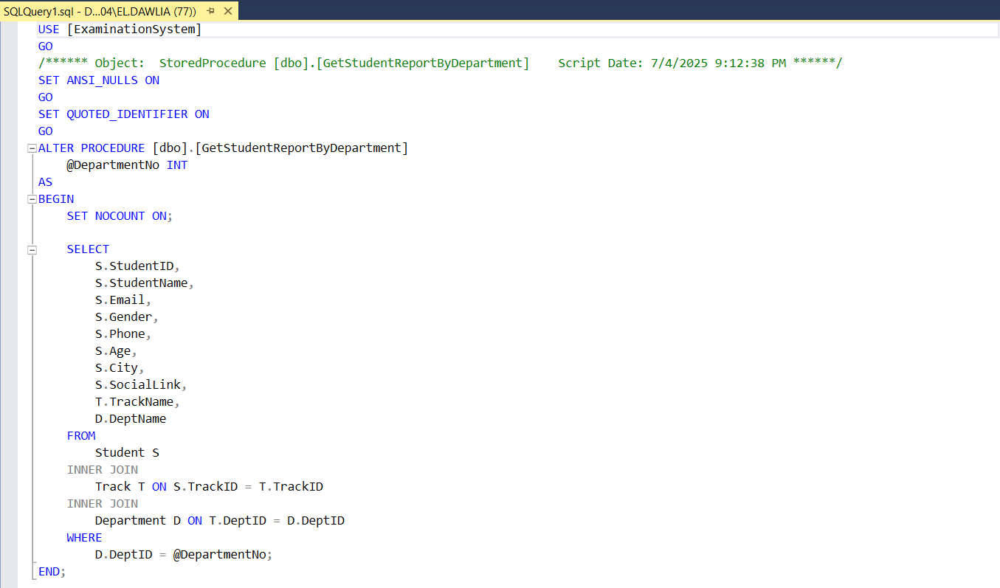 SQLQuery1.sql - D...04\EL.DAWLIA (77))
USE [ExaminationSystem]
GO
/****** Object:  StoredProcedure [dbo].[GetStudentReportByDepartment]    Script Date: 7/4/2025 9:12:38 PM ******/
SET ANSI_NULLS ON
GO
SET QUOTED_IDENTIFIER ON
GO
ALTER PROCEDURE [dbo].[GetStudentReportByDepartment]
    @DepartmentNo INT
AS
BEGIN
    SET NOCOUNT ON;

    SELECT
        S.StudentID,
        S.StudentName,
        S.Email,
        S.Gender,
        S.Phone,
        S.Age,
        S.City,
        S.SocialLink,
        T.TrackName,
        D.DeptName
    FROM
        Student S
    INNER JOIN
        Track T ON S.TrackID = T.TrackID
    INNER JOIN
        Department D ON T.DeptID = D.DeptID
    WHERE
        D.DeptID = @DepartmentNo;
END;